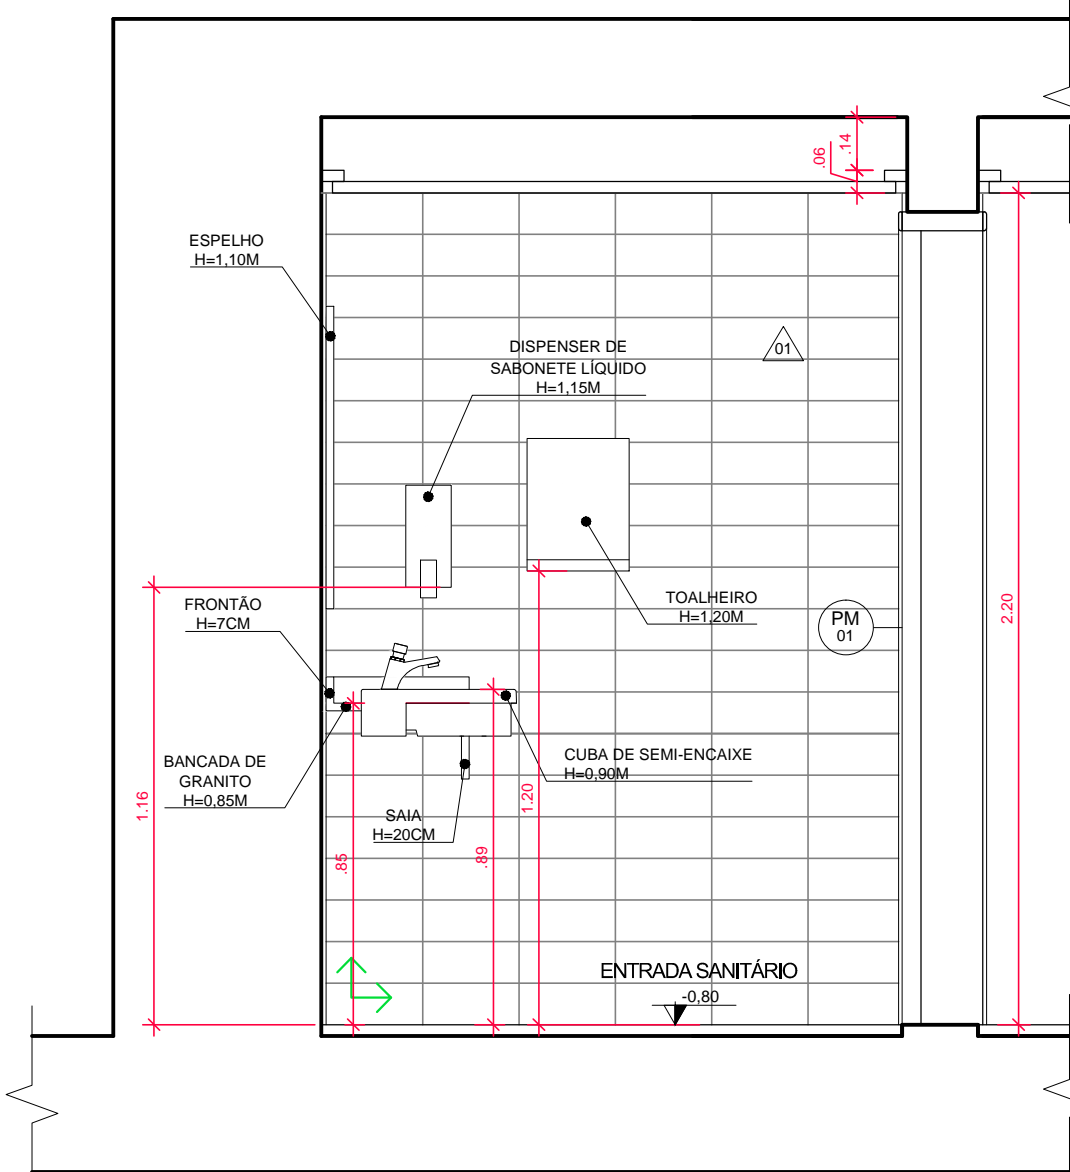 .14
.06
ESPELHO
H=1,10M
DISPENSER DE
SABONETE LÍQUIDO
H=1,15M
01
FRONTÃO
H=7CM
TOALHEIRO
H=1,20M
PM
01
2.20
BANCADA DE
GRANITO
H=0,85M
CUBA DE SEMI-ENCAIXE
H=0,90M
1.16
1.20
SAIA
H=20CM
.85
.89
ENTRADA SANITÁRIO
-0,80